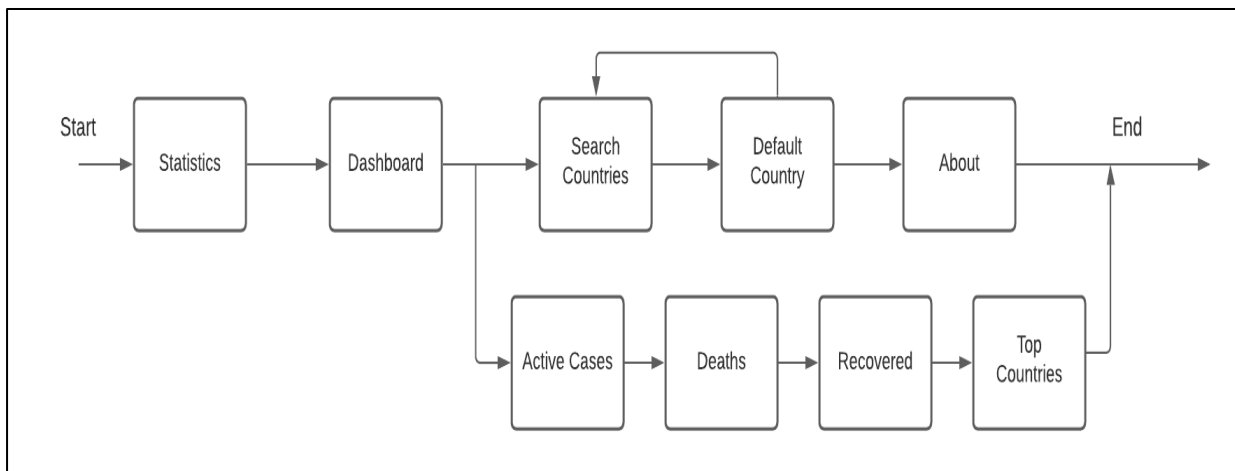 Start
Statistics
Dashboard
Search
Countries
Default
Country
About
End
Active Cases
Deaths
Recovered
Top
Countries